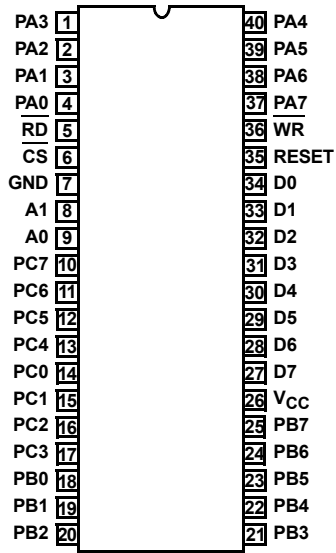 PA3 1 40 PA4
PA2 2 39 PA5
PA1 3 38 PA6
PA0 4 37 PA7
RD 5 36 WR
CS 6 35 RESET
GND 7 34 D0
A1 8 33 D1
A0 9 32 D2
PC7 10 31 D3
PC6 11 30 D4
PC5 12 29 D5
PC4 13 28 D6
PC0 14 27 D7
PC1 15 26 VCC
PC2 16 25 PB7
PC3 17 24 PB6
PB0 18 23 PB5
PB1 19 22 PB4
PB2 20 21 PB3